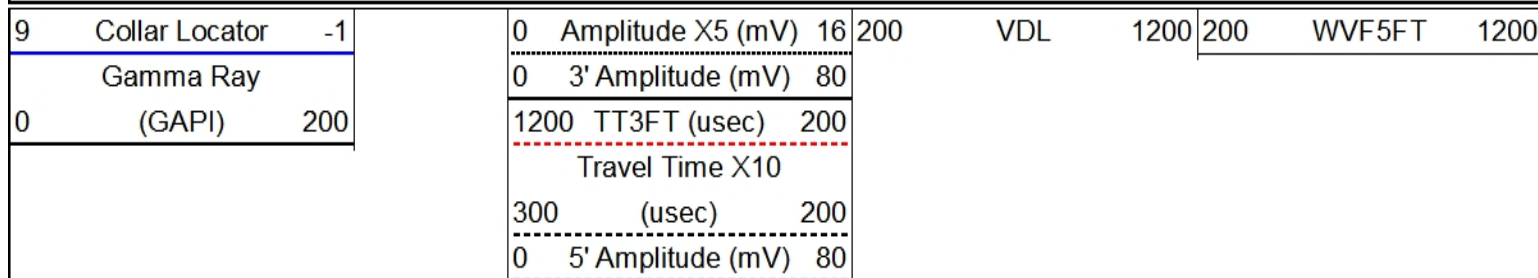 9 Collar Locator -1
Gamma Ray
0 (GAPI) 200
0 Amplitude X5 (mV) 16
0 3' Amplitude (mV) 80
1200 TT3FT (usec) 200
Travel Time X10
300 (usec) 200
0 5' Amplitude (mV) 80
200 VDL 1200
200 WVF5FT 1200